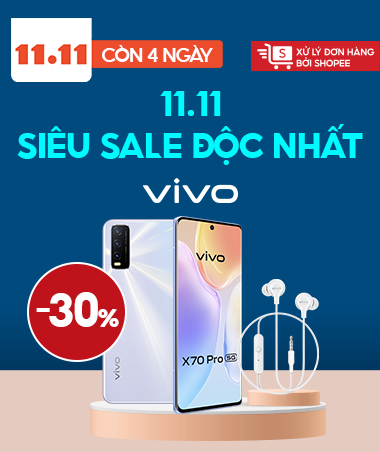 11.11
CÒN 4 NGÀY
XỬ LÝ ĐƠN HÀNG
BỞI SHOPEE
S
11.11
SIÊU SALE ĐỘC NHẤT
vivo
-30%
vivo
X70 Pro 5G
vivo
vivo